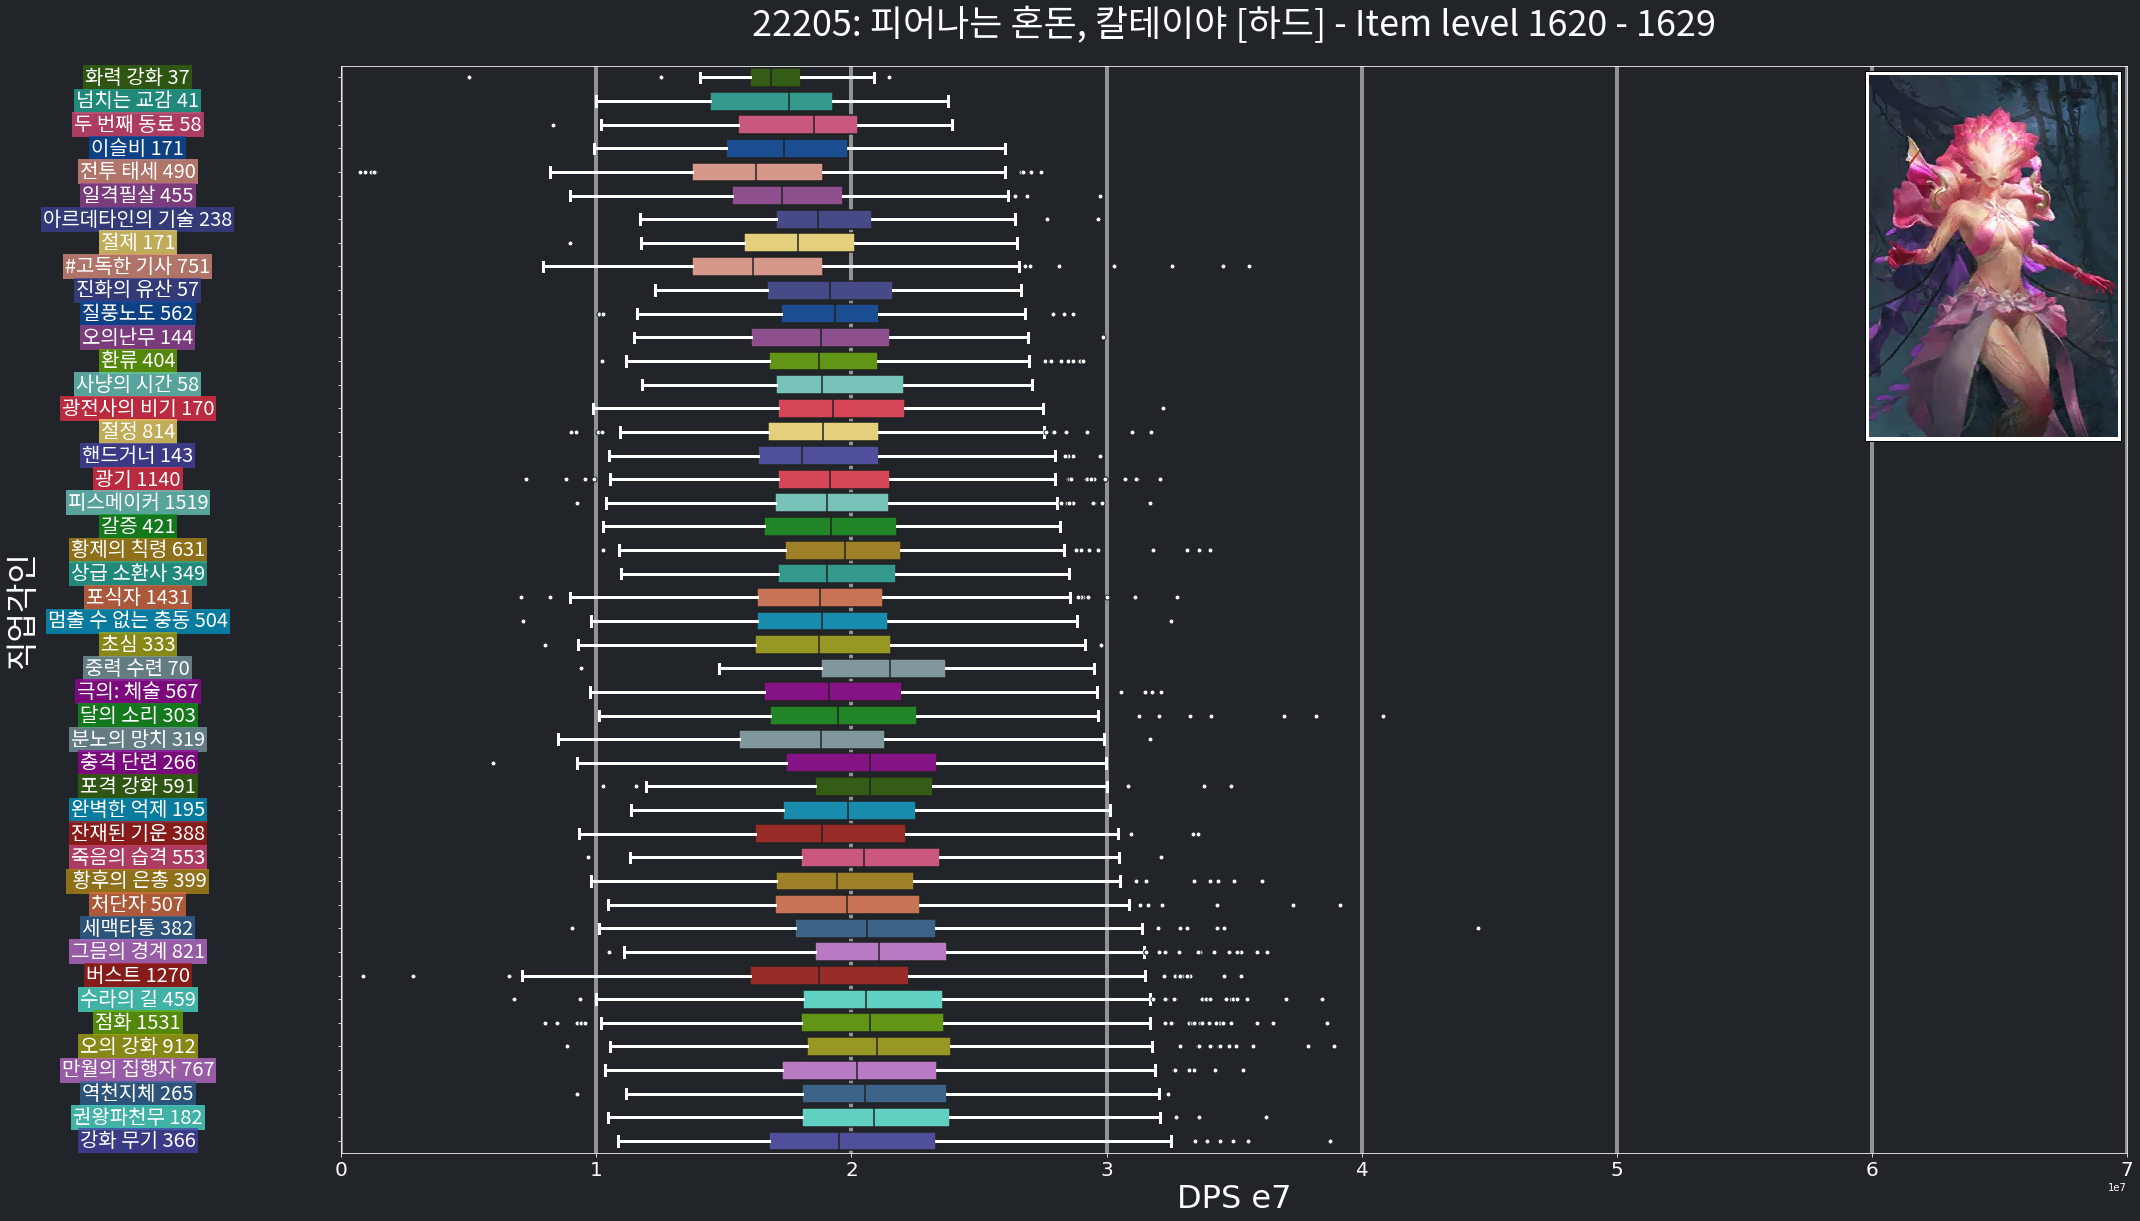 22205: 피어나는 혼돈, 칼테이야 [하드] - Item level 1620 - 1629
직업각인
화력 강화 37
넘치는 교감 41
두 번째 동료 58
이슬비 171
전투 태세 490
일격필살 455
아르데타인의 기술 238
절제 171
#고독한 기사 751
진화의 유산 57
질풍노도 562
오의난무 144
환류 404
사냥의 시간 58
광전사의 비기 170
절정 814
핸드거너 143
광기 1140
피스메이커 1519
갈증 421
황제의 칙령 631
상급 소환사 349
포식자 1431
멈출 수 없는 충동 504
초심 333
중력 수련 70
극의: 체술 567
달의 소리 303
분노의 망치 319
충격 단련 266
포격 강화 591
완벽한 억제 195
잔재된 기운 388
죽음의 습격 553
황후의 은총 399
처단자 507
세맥타통 382
그믐의 경계 821
버스트 1270
수라의 길 459
점화 1531
오의 강화 912
만월의 집행자 767
역천지체 265
권왕파천무 182
강화 무기 366
0 1 2 3 4 5 6 7
1e7
DPS e7